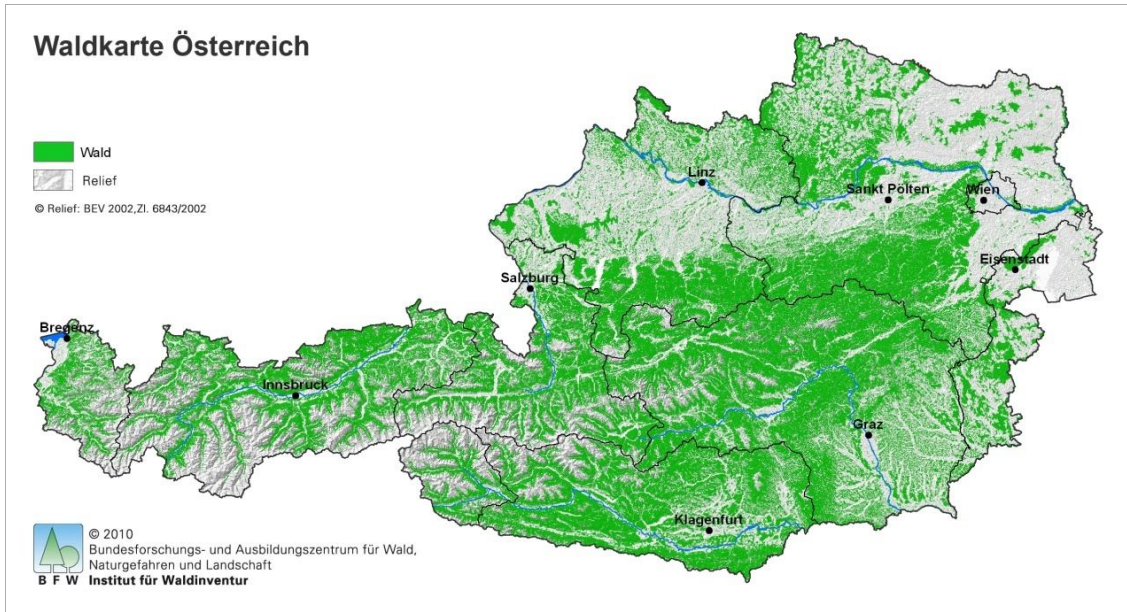 Waldkarte Österreich
Wald
Relief
© Relief: BEV 2002,Zl. 6843/2002
Linz
Sankt Pölten
Wien
Eisenstadt
Salzburg
Bregenz
Innsbruck
Graz
Klagenfurt
© 2010
Bundesforschungs- und Ausbildungszentrum für Wald,
Naturgefahren und Landschaft
BFW Institut für Waldinventur